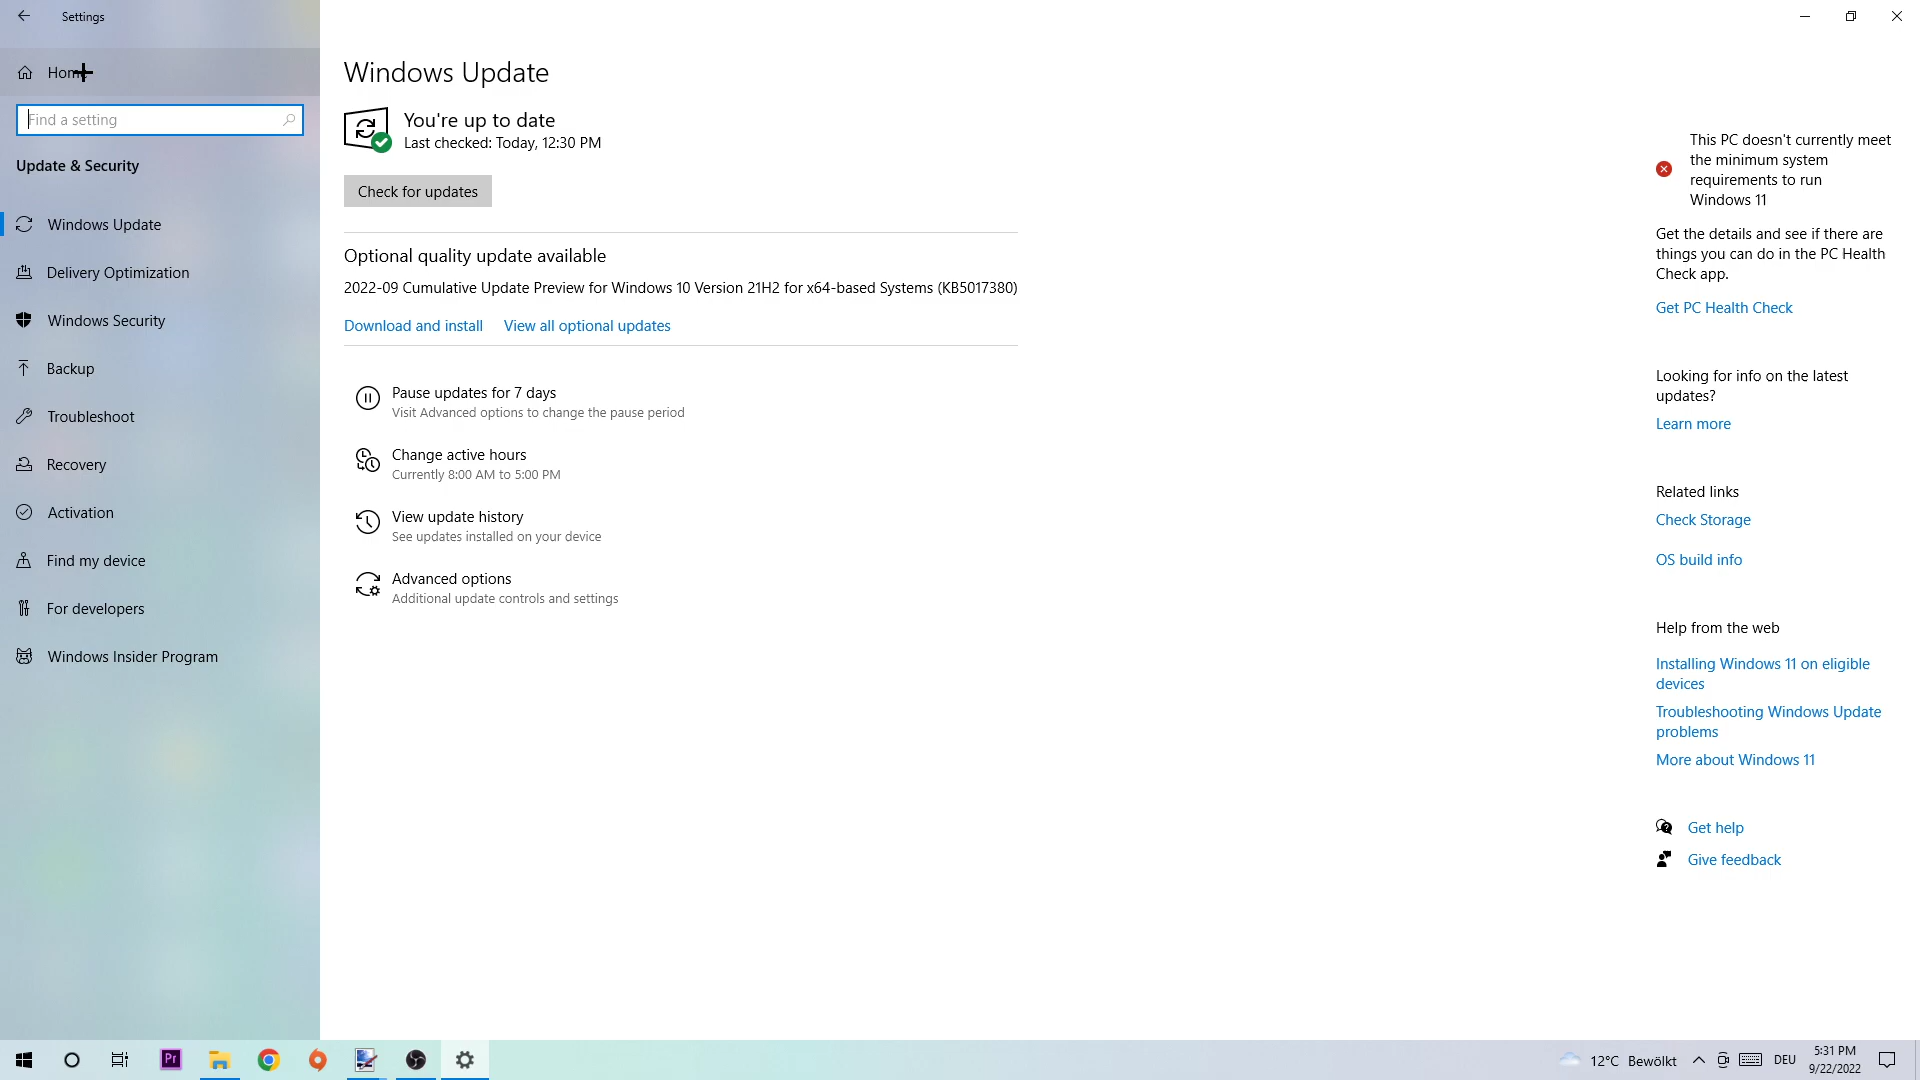 Settings
Home
Find a setting
Update & Security
Windows Update
Delivery Optimization
Windows Security
Backup
Troubleshoot
Recovery
Activation
Find my device
For developers
Windows Insider Program
Windows Update
You're up to date
Last checked: Today, 12:30 PM
Check for updates
Optional quality update available
2022-09 Cumulative Update Preview for Windows 10 Version 21H2 for x64-based Systems (KB5017380)
Download and install View all optional updates
Pause updates for 7 days
Visit Advanced options to change the pause period
Change active hours
Currently 8:00 AM to 5:00 PM
View update history
See updates installed on your device
Advanced options
Additional update controls and settings
This PC doesn't currently meet
the minimum system
requirements to run
Windows 11
Get the details and see if there are
things you can do in the PC Health
Check app.
Get PC Health Check
Looking for info on the latest
updates?
Learn more
Related links
Check Storage
OS build info
Help from the web
Installing Windows 11 on eligible
devices
Troubleshooting Windows Update
problems
More about Windows 11
Get help
Give feedback
Pr
12°C Bewölkt
DEU
5:31 PM
9/22/2022